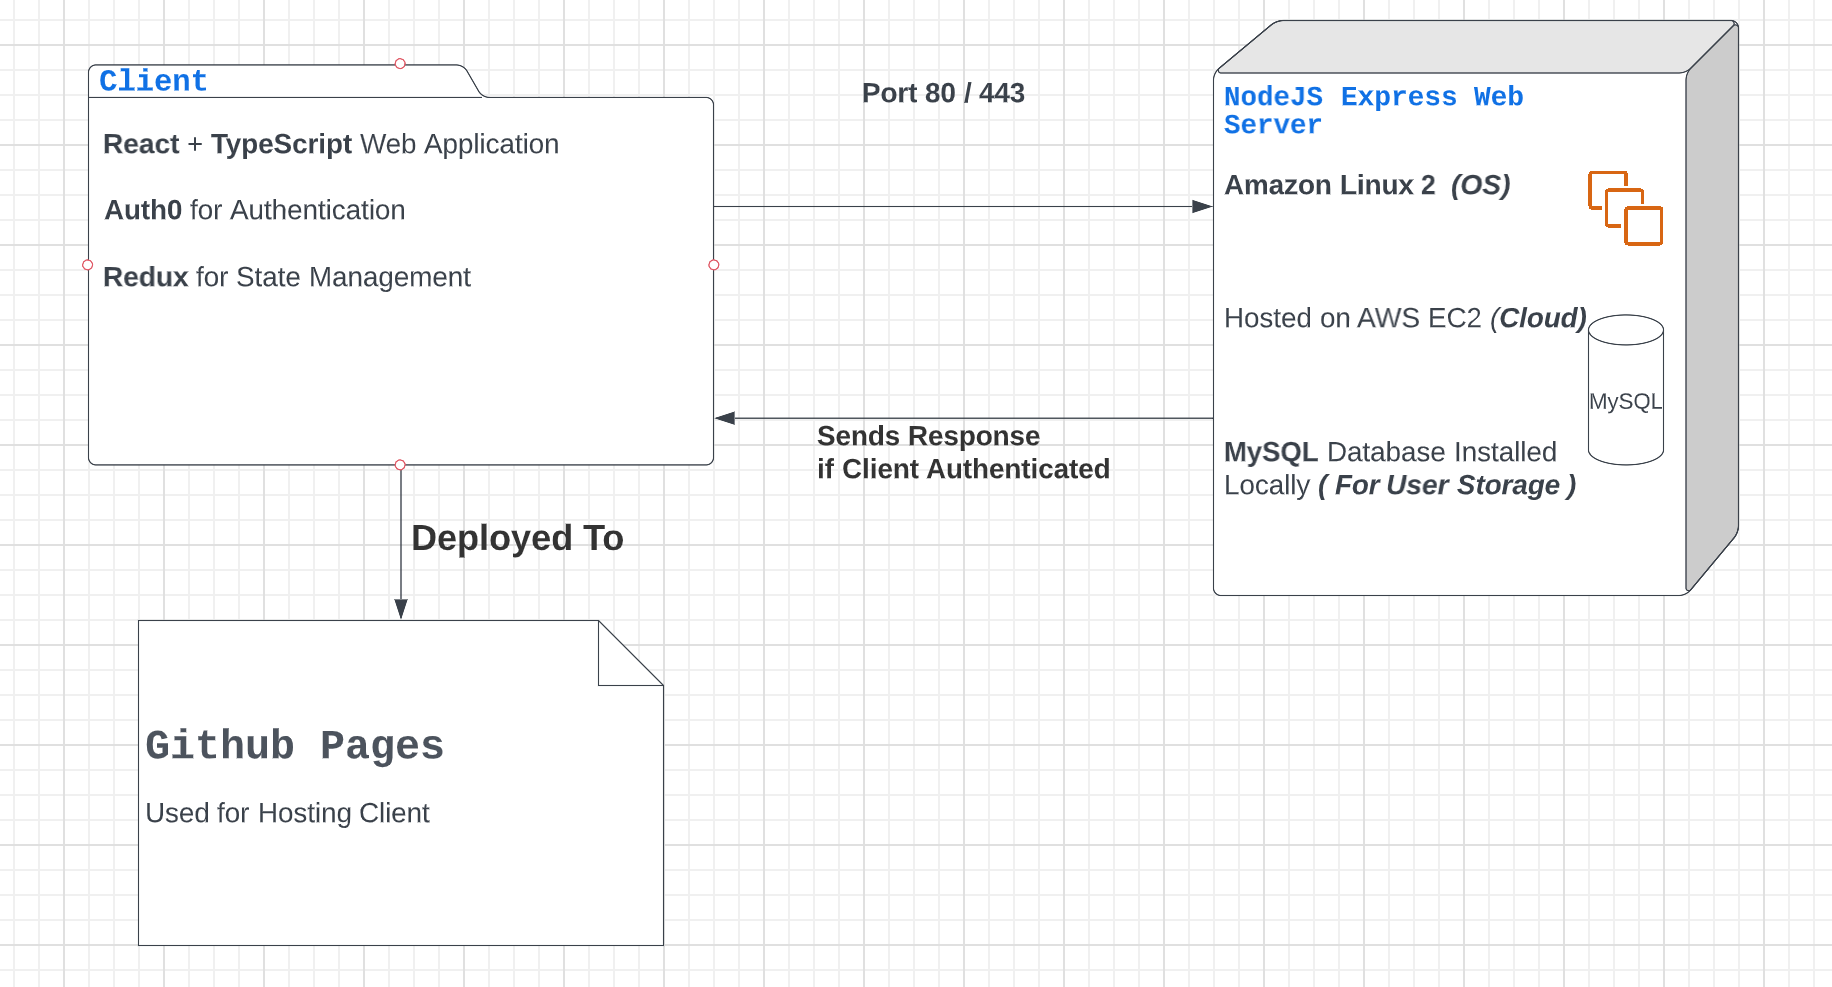 Client
React + TypeScript Web Application
Auth0 for Authentication
Redux for State Management
Port 80 / 443
Sends Response
if Client Authenticated
NodeJS Express Web
Server
Amazon Linux 2 (OS)
Hosted on AWS EC2 (Cloud)
MySQL
MySQL Database Installed
Locally ( For User Storage )
Deployed To
Github Pages
Used for Hosting Client